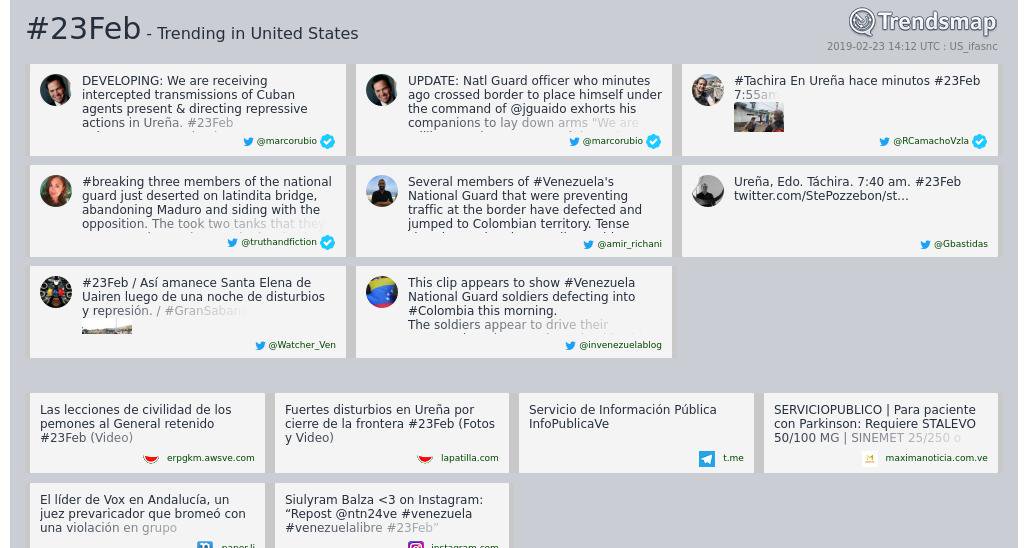 #23Feb - Trending in United States
Trendsmap
2019-02-23 14:12 UTC : US_ifasnc
DEVELOPING: We are receiving
intercepted transmissions of Cuban
agents present & directing repressive
actions in Ureña. #23Feb
@marcorubio
UPDATE: Natl Guard officer who minutes
ago crossed border to place himself under
the command of @jguaido exhorts his
companions to lay down arms "We are
@marcorubio
#Tachira En Ureña hace minutos #23Feb
7:55am
@RCamachoVzla
#breaking three members of the national
guard just deserted on latindita bridge,
abandoning Maduro and siding with the
opposition. The took two tanks that they
@truthandfiction
Several members of #Venezuela's
National Guard that were preventing
traffic at the border have defected and
jumped to Colombian territory. Tense
@amir_richani
Ureña, Edo. Táchira. 7:40 am. #23Feb
twitter.com/StePozzebon/st...
@Gbastidas
#23Feb / Así amanece Santa Elena de
Uairen luego de una noche de disturbios
y represión. / #GranSabana
@Watcher_Ven
This clip appears to show #Venezuela
National Guard soldiers defecting into
#Colombia this morning.
The soldiers appear to drive their
@invenezuelablog
Las lecciones de civilidad de los
pemones al General retenido
#23Feb (Video)
erpgkm.awsve.com
Fuertes disturbios en Ureña por
cierre de la frontera #23Feb (Fotos
y Video)
lapatilla.com
Servicio de Información Pública
InfoPublicaVe
t.me
SERVICIOPUBLICO | Para paciente
con Parkinson: Requiere STALEVO
50/100 MG | SINEMET 25/250 o
maximanoticia.com.ve
El líder de Vox en Andalucía, un
juez prevaricador que bromeó con
una violación en grupo
paper.li
Siulyram Balza <3 on Instagram:
“Repost @ntn24ve #venezuela
#venezuelalibre #23Feb”
instagram.com